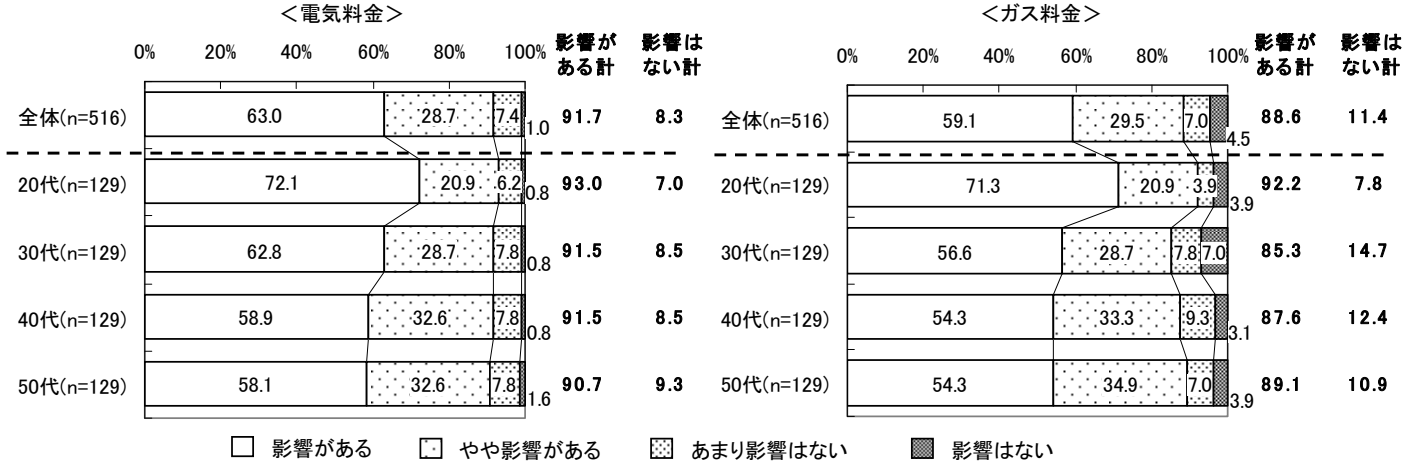 ＜電気料金＞
0% 20% 40% 60% 80% 100% 影響がある計 影響はない計
全体(n=516) 63.0 28.7 7.4 1.0 91.7 8.3
20代(n=129) 72.1 20.9 6.2 0.8 93.0 7.0
30代(n=129) 62.8 28.7 7.8 0.8 91.5 8.5
40代(n=129) 58.9 32.6 7.8 0.8 91.5 8.5
50代(n=129) 58.1 32.6 7.8 1.6 90.7 9.3
＜ガス料金＞
0% 20% 40% 60% 80% 100% 影響がある計 影響はない計
全体(n=516) 59.1 29.5 7.0 4.5 88.6 11.4
20代(n=129) 71.3 20.9 3.9 3.9 92.2 7.8
30代(n=129) 56.6 28.7 7.8 7.0 85.3 14.7
40代(n=129) 54.3 33.3 9.3 3.1 87.6 12.4
50代(n=129) 54.3 34.9 7.0 3.9 89.1 10.9
影響がある やや影響がある あまり影響はない 影響はない